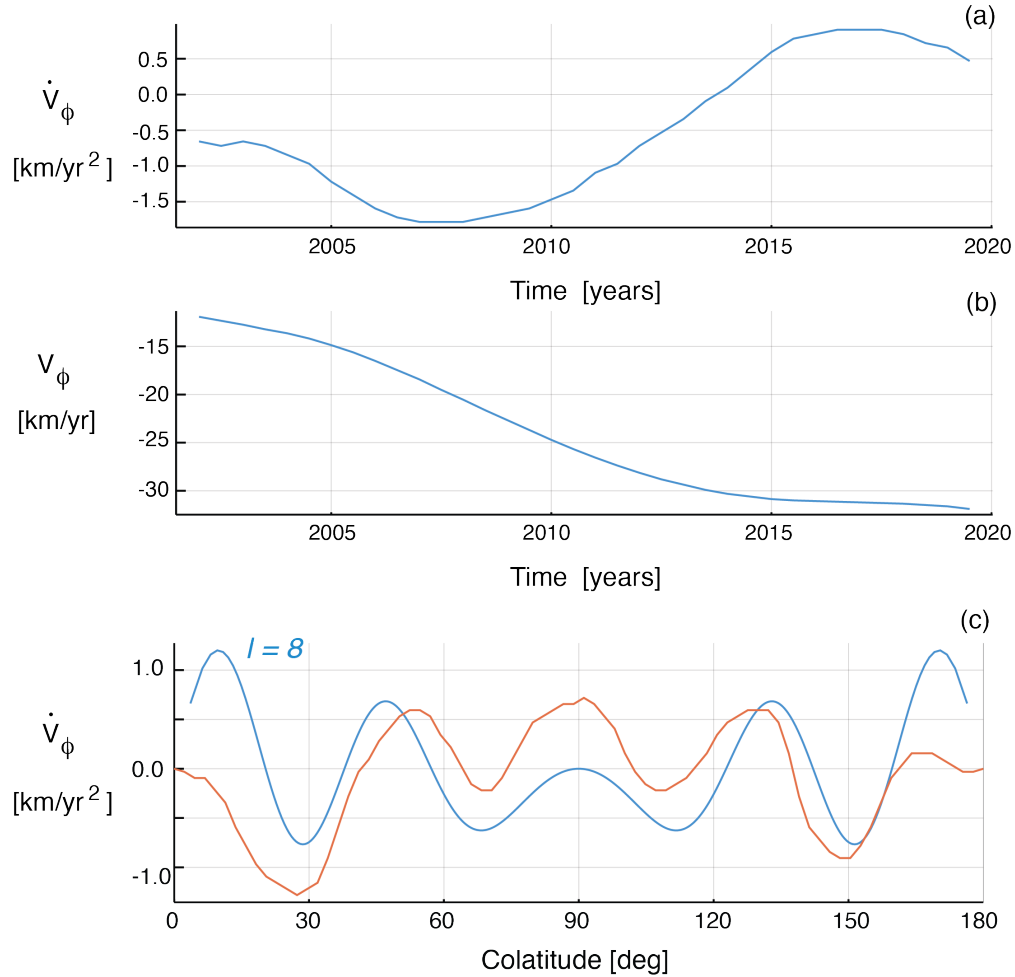 (a)
V̇ϕ
[km/yr²]
0.5
0.0
-0.5
-1.0
-1.5
2005 2010 2015 2020
Time [years]
(b)
Vϕ
[km/yr]
-15
-20
-25
-30
2005 2010 2015 2020
Time [years]
(c)
l = 8
V̇ϕ
[km/yr²]
1.0
0.0
-1.0
0 30 60 90 120 150 180
Colatitude [deg]